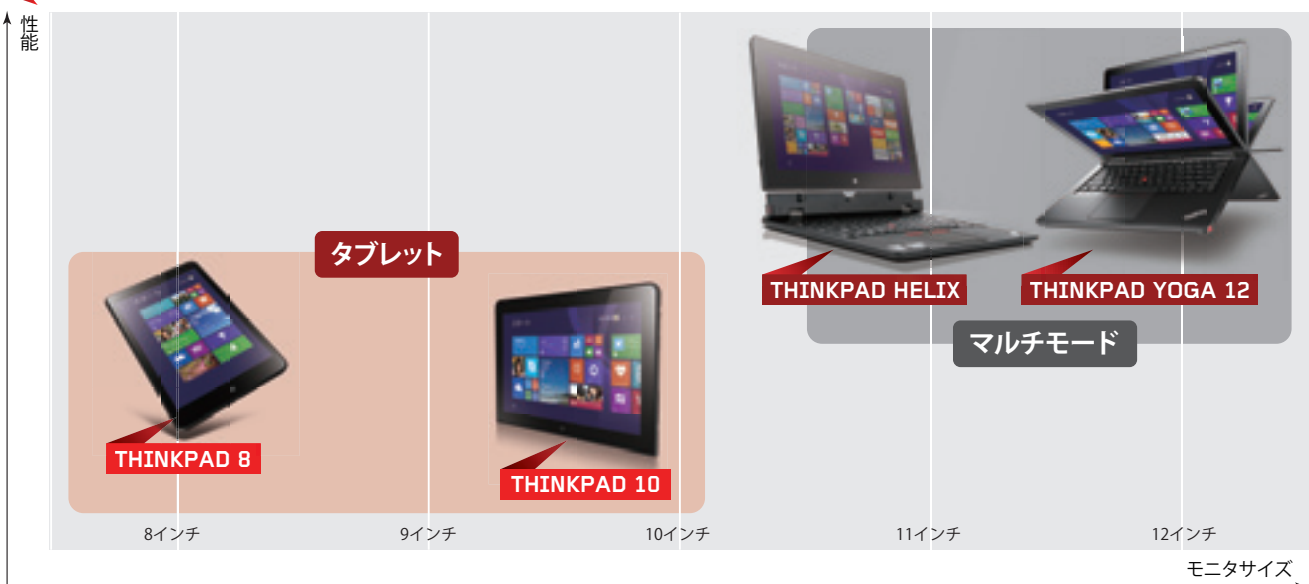 性能
タブレット
THINKPAD HELIX
THINKPAD YOGA 12
マルチモード
THINKPAD 8
THINKPAD 10
8インチ
9インチ
10インチ
11インチ
12インチ
モニタサイズ